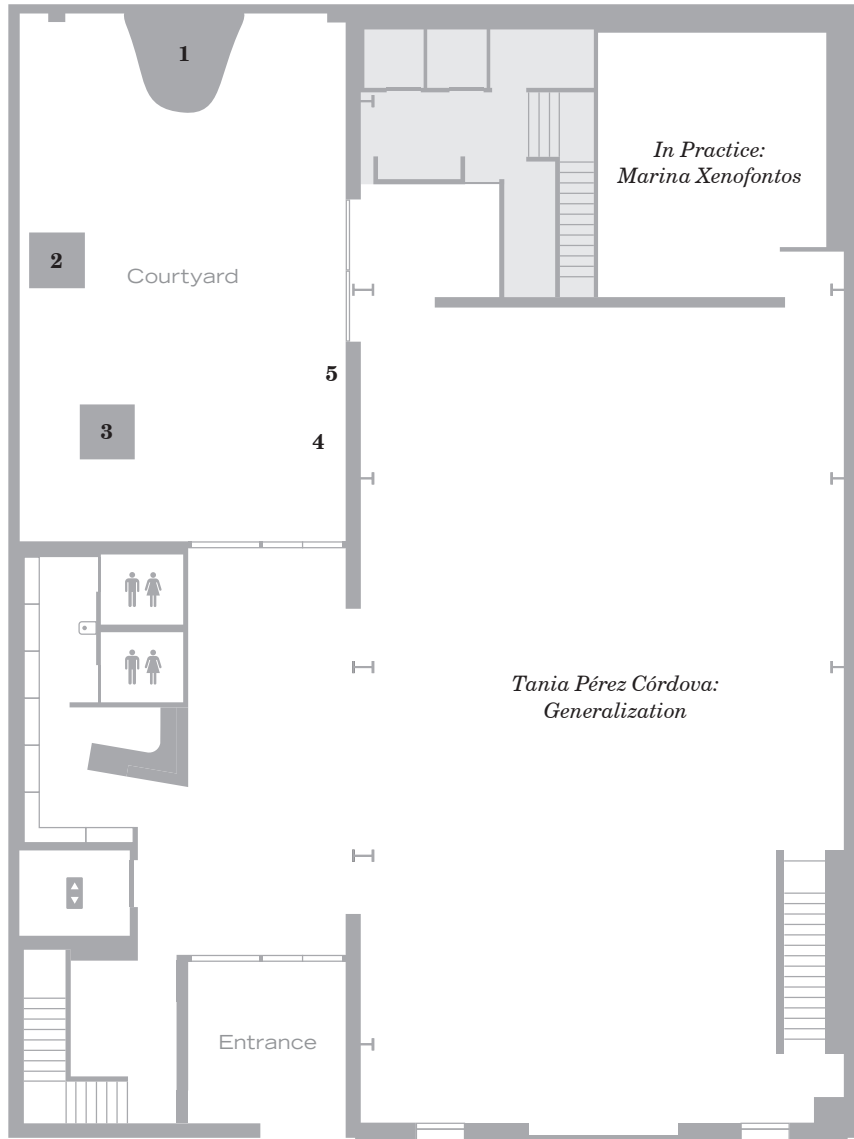 1
In Practice:
Marina Xenofontos
2
Courtyard
5
3
4
Tania Pérez Córdova:
Generalization
Entrance